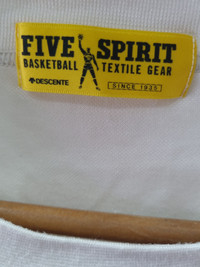 FIVE SPIRIT
BASKETBALL TEXTILE GEAR
DESCENTE SINCE 1935